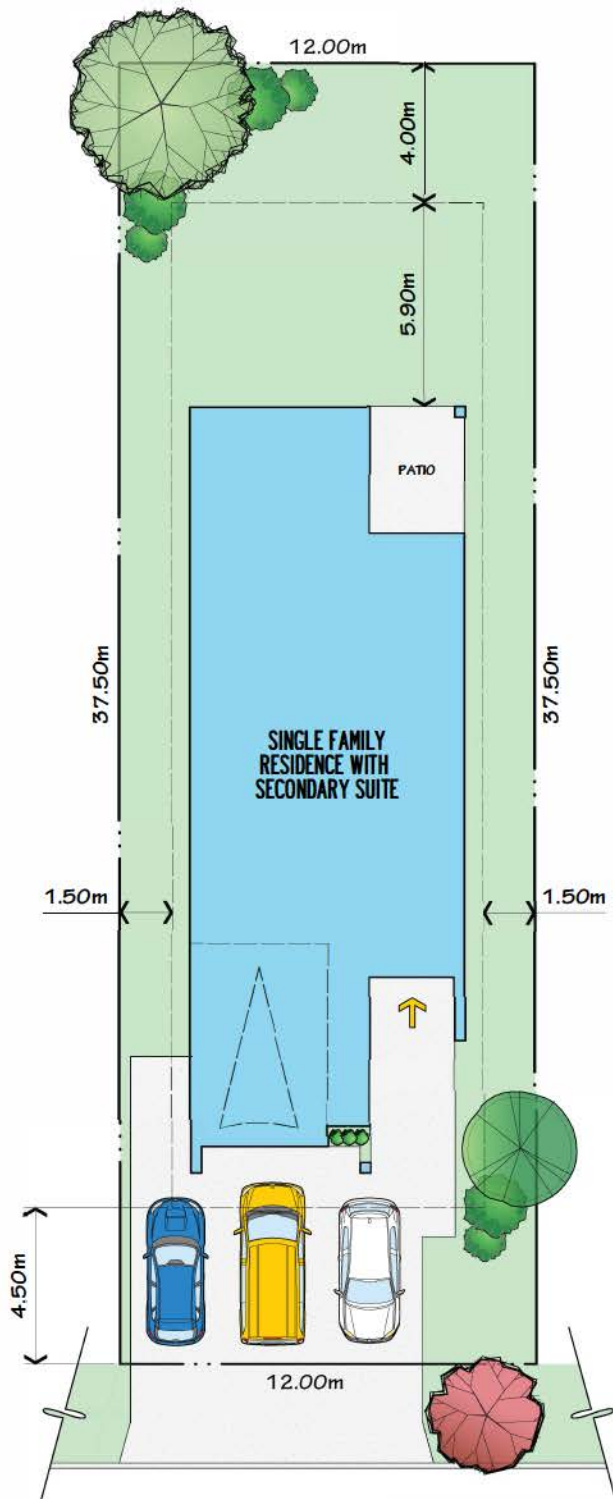 12.00m
4.00m
5.90m
PATIO
37.50m
37.50m
SINGLE FAMILY
RESIDENCE WITH
SECONDARY SUITE
1.50m
1.50m
4.50m
12.00m